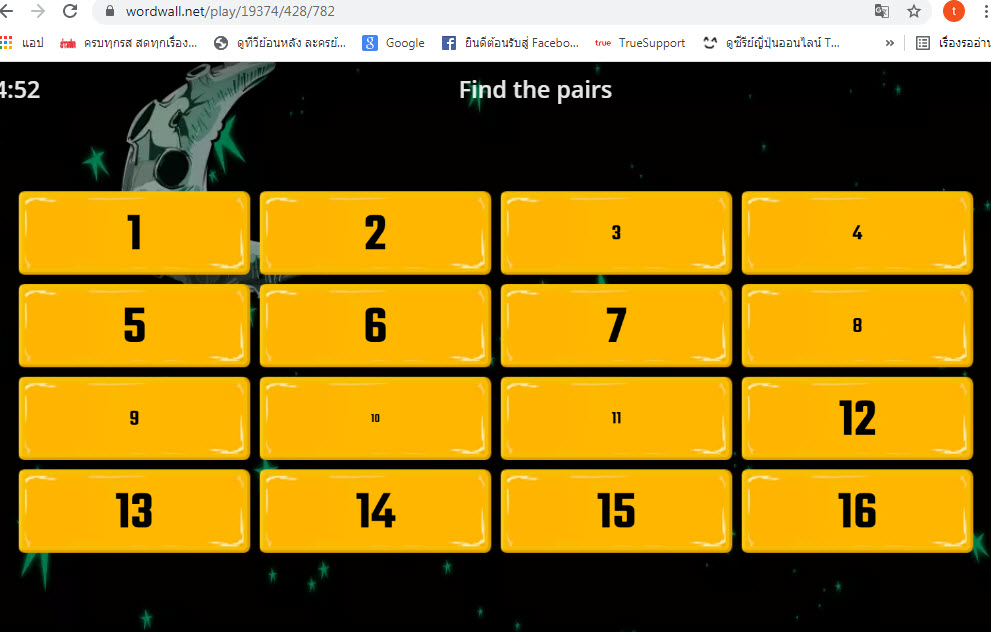 wordwall.net/play/19374/428/782
t
แอป ครบทุกรส สดทุกเรื่อง... ดูทีวีย้อนหลัง ละครย้... Google ยินดีต้อนรับสู่ Facebo... true TrueSupport ดูซีรีย์ญี่ปุ่นออนไลน์ T... » เรื่องรออ่าน
4:52 Find the pairs
1 2 3 4
5 6 7 8
9 10 11 12
13 14 15 16